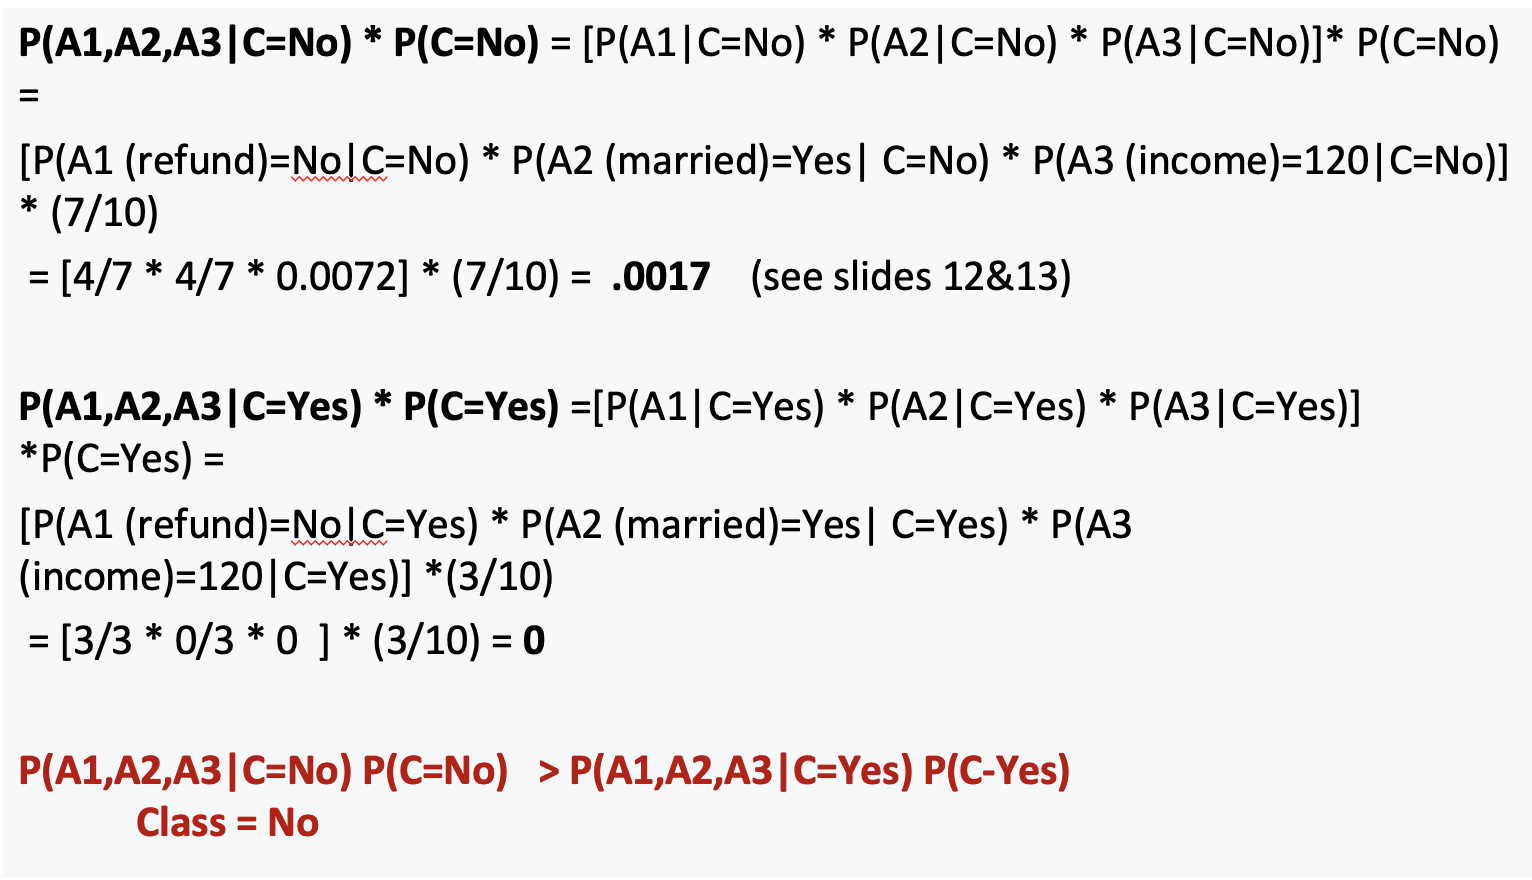 P(A1,A2,A3|C=No) * P(C=No) = [P(A1|C=No) * P(A2|C=No) * P(A3|C=No)]* P(C=No)
=
[P(A1 (refund)=No|C=No) * P(A2 (married)=Yes| C=No) * P(A3 (income)=120|C=No)]
* (7/10)
= [4/7 * 4/7 * 0.0072] * (7/10) = .0017 (see slides 12&13)
P(A1,A2,A3|C=Yes) * P(C=Yes) =[P(A1|C=Yes) * P(A2|C=Yes) * P(A3|C=Yes)]
*P(C=Yes) =
[P(A1 (refund)=No|C=Yes) * P(A2 (married)=Yes| C=Yes) * P(A3
(income)=120|C=Yes)] *(3/10)
= [3/3 * 0/3 * 0 ] * (3/10) = 0
P(A1,A2,A3|C=No) P(C=No) > P(A1,A2,A3|C=Yes) P(C-Yes)
Class = No